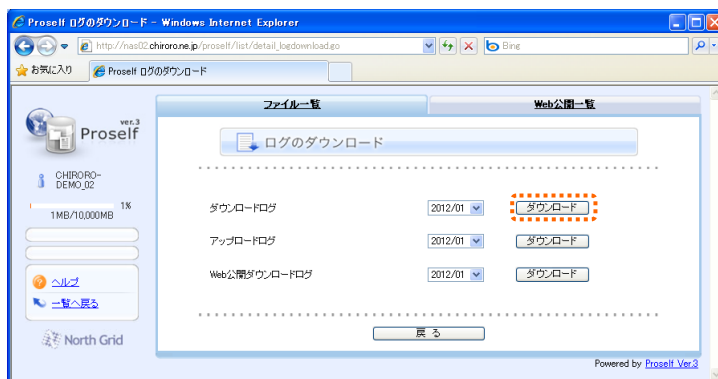 Proself ログのダウンロード - Windows Internet Explorer
http://nas02.chiroro.ne.jp/proself/list/detail_logdownload.go
Bing
お気に入り
Proself ログのダウンロード
ファイル一覧
Web公開一覧
ver.3
Proself
ログのダウンロード
CHIRORO-
DEMO_02
1%
1MB/10,000MB
ダウンロードログ
2012/01
ダウンロード
アップロードログ
2012/01
ダウンロード
Web公開ダウンロードログ
2012/01
ダウンロード
ヘルプ
一覧へ戻る
戻 る
North Grid
Powered by Proself Ver.3